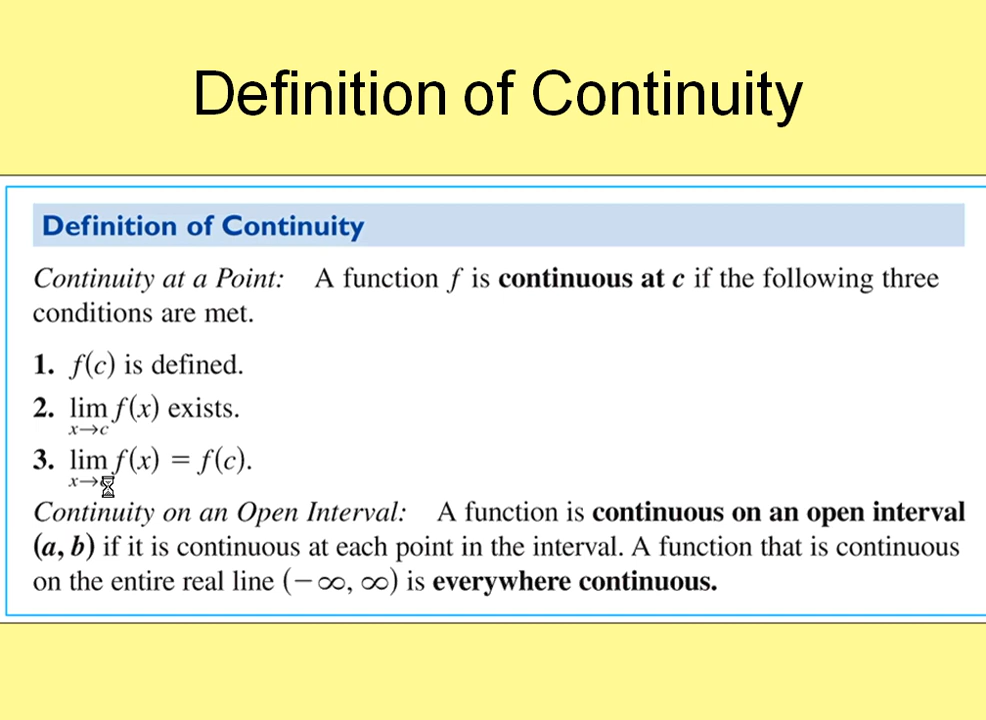 Definition of Continuity
Definition of Continuity
Continuity at a Point: A function f is continuous at c if the following three
conditions are met.
1. f(c) is defined.
2. lim f(x) exists.
x→c
3. lim f(x) = f(c).
x→
Continuity on an Open Interval: A function is continuous on an open interval
(a, b) if it is continuous at each point in the interval. A function that is continuous
on the entire real line (−∞, ∞) is everywhere continuous.